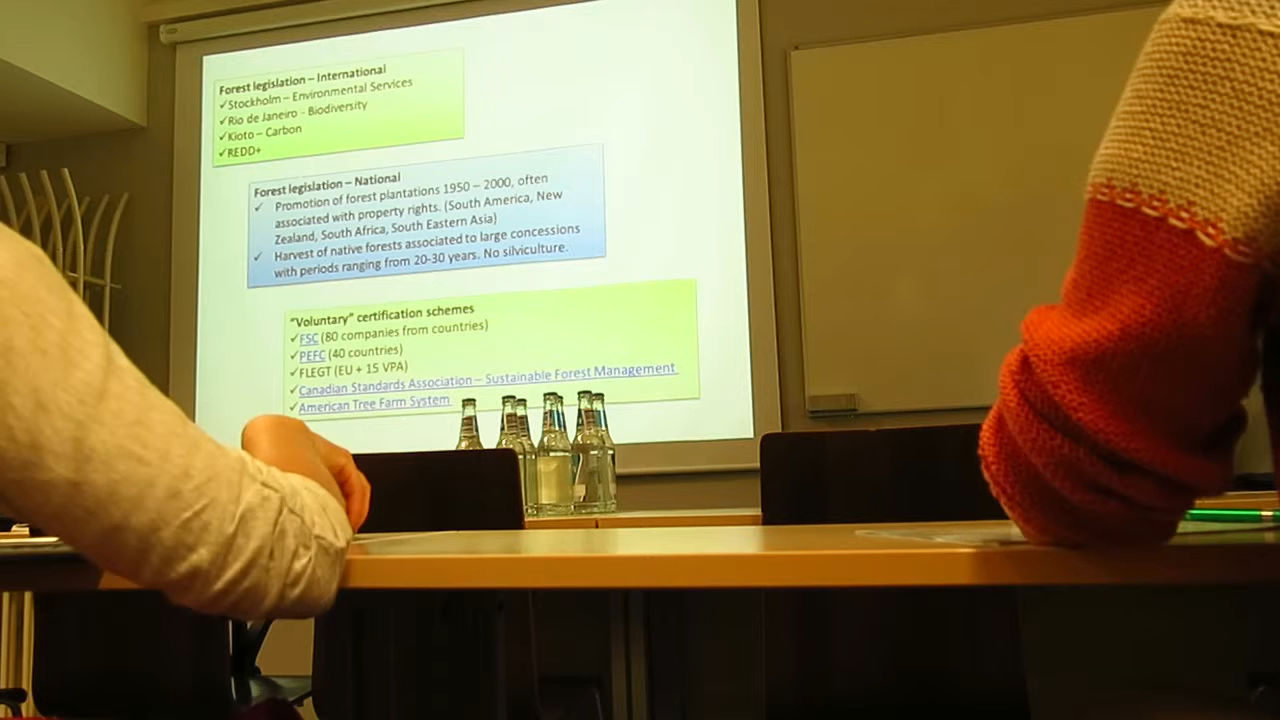 Forest legislation – International
✓Stockholm – Environmental Services
✓Rio de Janeiro - Biodiversity
✓Kioto – Carbon
✓REDD+
Forest legislation – National
✓ Promotion of forest plantations 1950 – 2000, often
associated with property rights. (South America, New
Zealand, South Africa, South Eastern Asia)
✓ Harvest of native forests associated to large concessions
with periods ranging from 20-30 years. No silviculture.
"Voluntary" certification schemes
✓FSC (80 companies from countries)
✓PEFC (40 countries)
✓FLEGT (EU + 15 VPA)
✓Canadian Standards Association – Sustainable Forest Management
✓American Tree Farm System